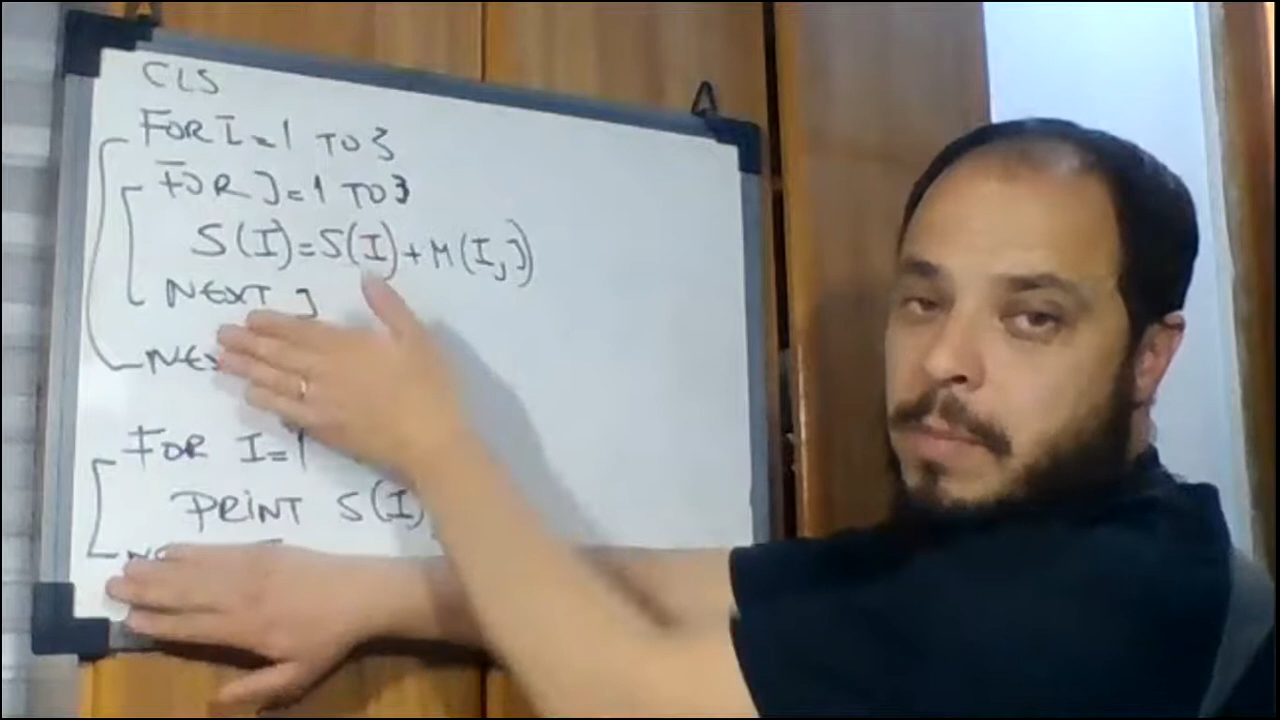 CLS
FOR I=1 TO 3
FOR J=1 TO 3
S(I)=S(I)+M(I,J)
NEXT J
FOR I=1
PRINT S(I)